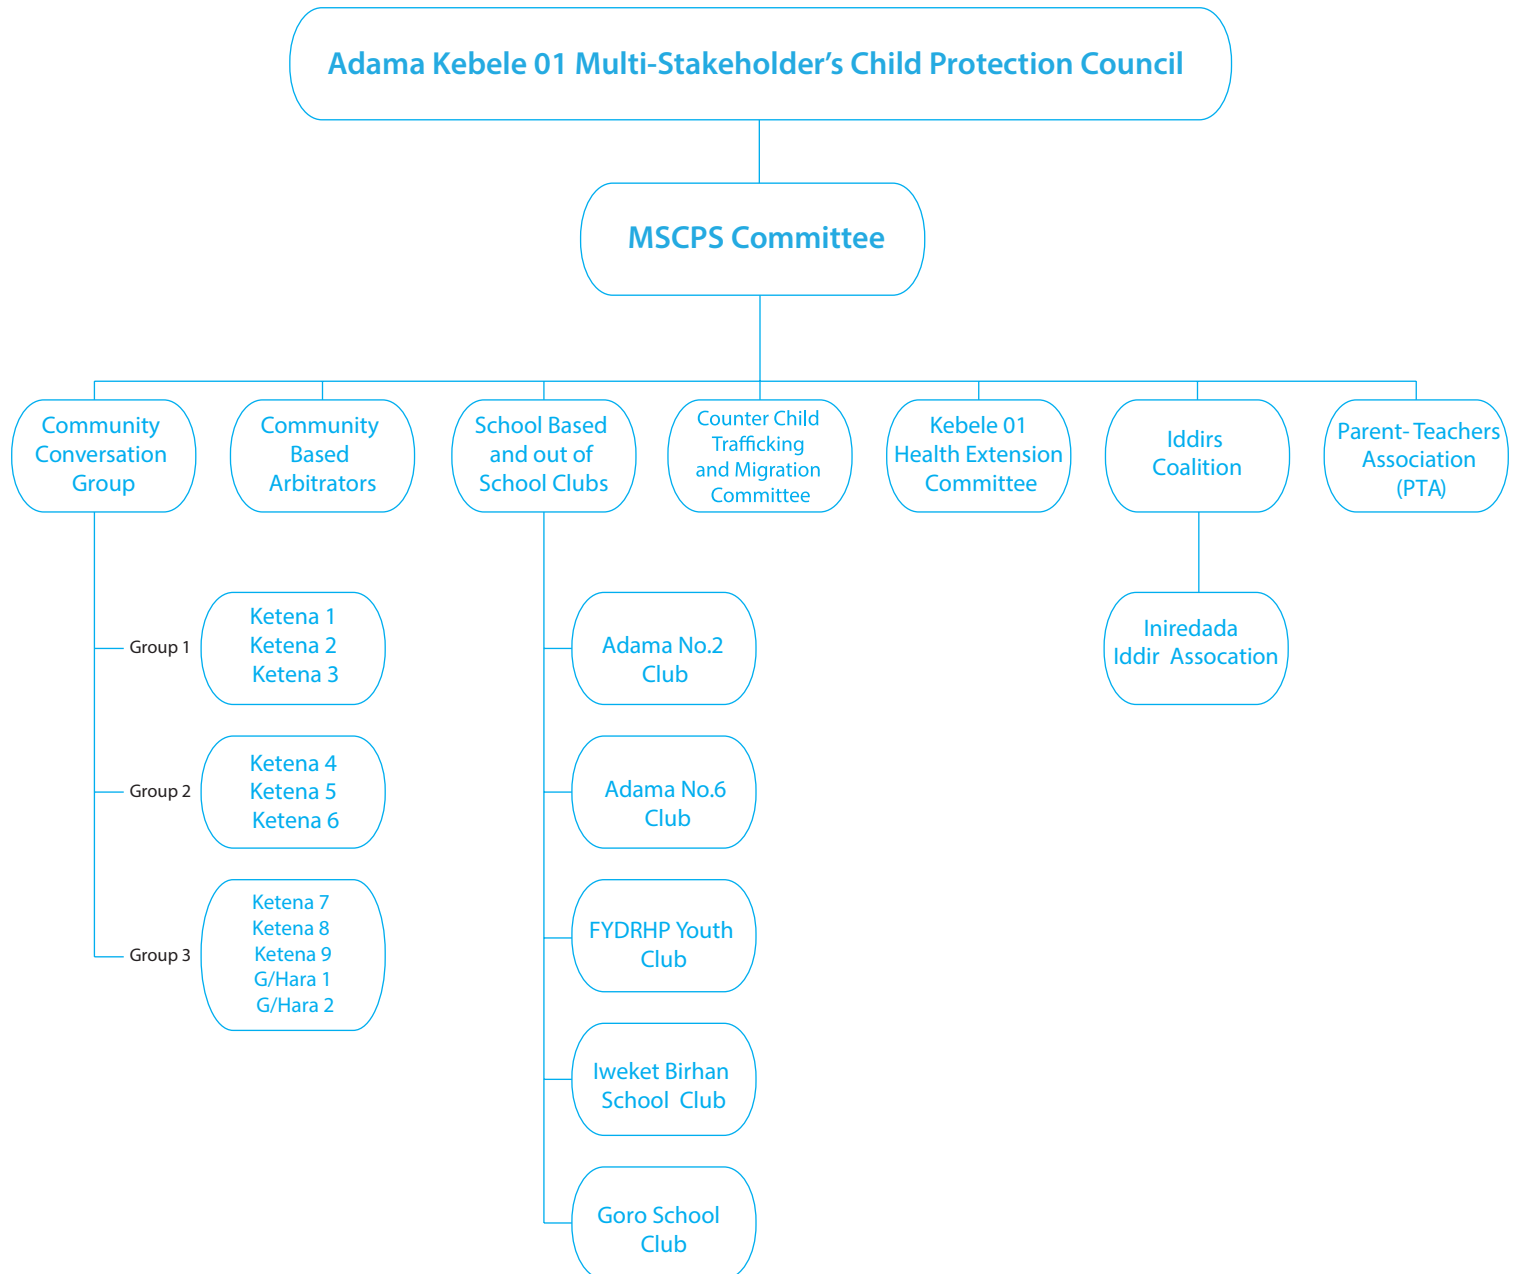 Adama Kebele 01 Multi-Stakeholder’s Child Protection Council
MSCPS Committee
Community
Conversation
Group
Community
Based
Arbitrators
School Based
and out of
School Clubs
Counter Child
Trafficking
and Migration
Committee
Kebele 01
Health Extension
Committee
Iddirs
Coalition
Parent- Teachers
Association
(PTA)
Group 1
Ketena 1
Ketena 2
Ketena 3
Group 2
Ketena 4
Ketena 5
Ketena 6
Group 3
Ketena 7
Ketena 8
Ketena 9
G/Hara 1
G/Hara 2
Adama No.2
Club
Adama No.6
Club
FYDRHP Youth
Club
Iweket Birhan
School Club
Goro School
Club
Iniredada
Iddir Assocation